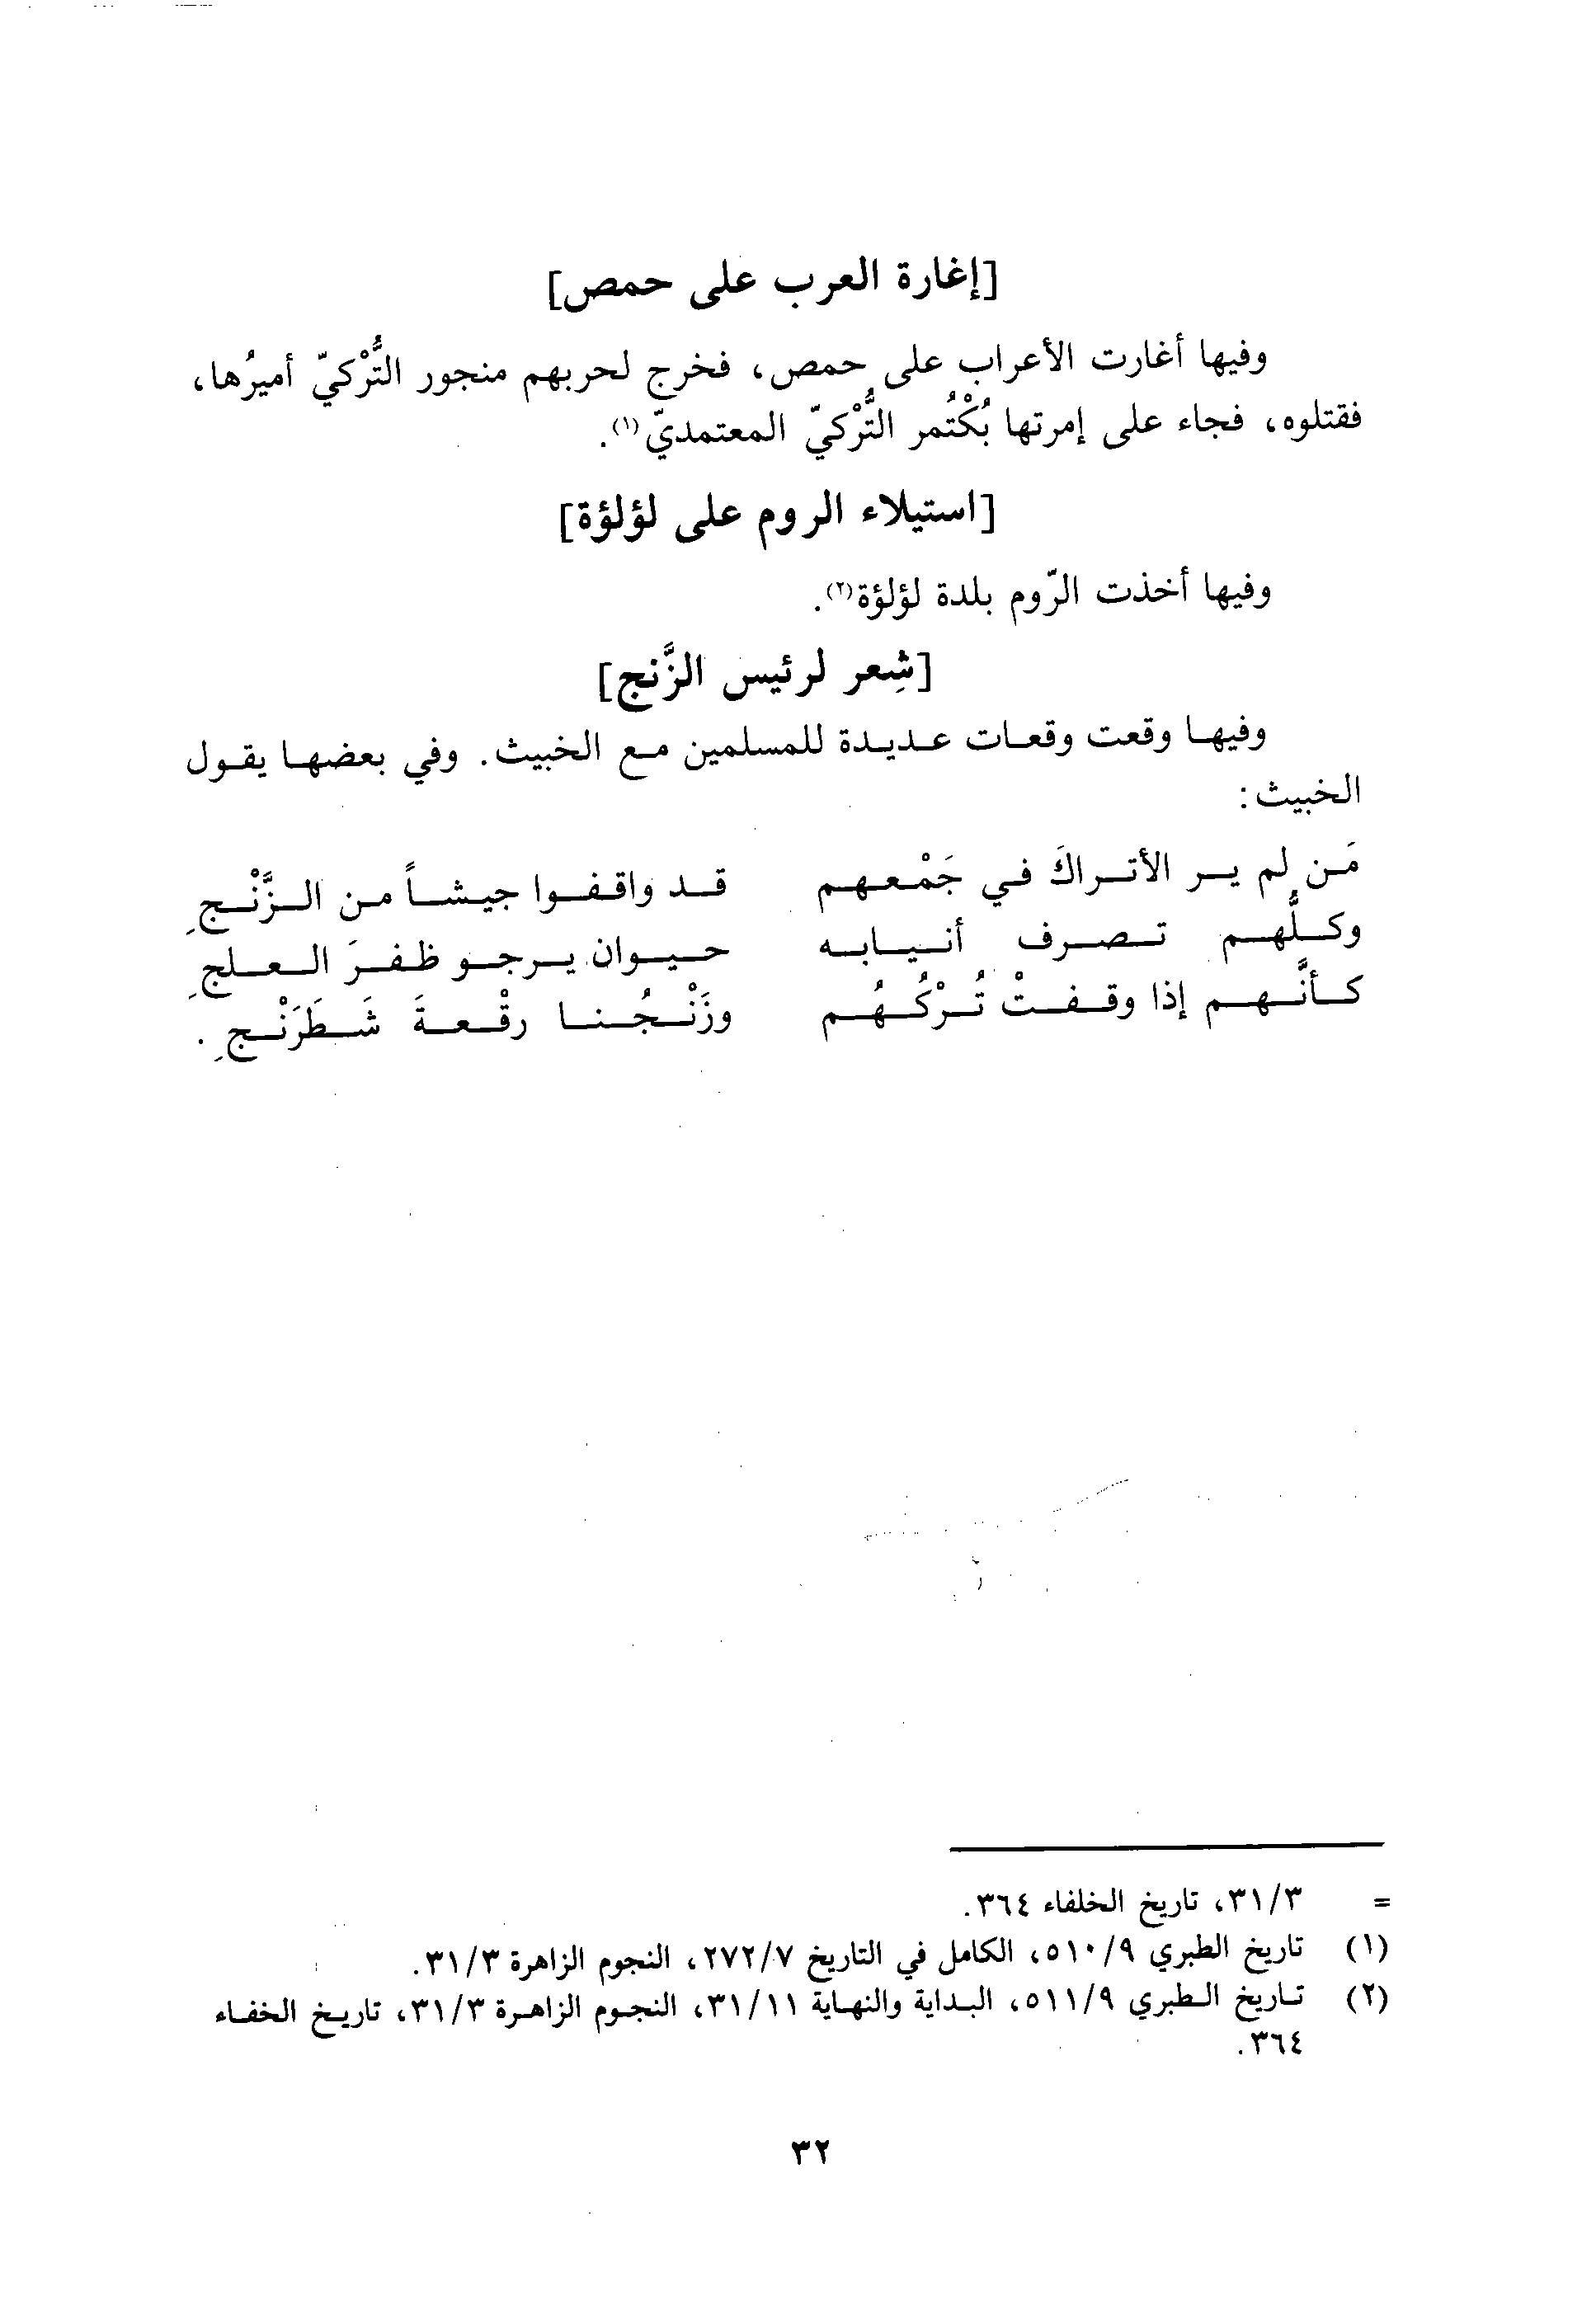 [إغارة العرب على حمص]
وفيها أغارت الأعراب على حمص، فخرج لحربهم منجور التُّرْكيّ أميرُها،
فقتلوه، فجاء على إمرتها بُكْتُمر التُّرْكيّ المعتمديّ(١).
[استيلاء الروم على لؤلؤة]
وفيها أخذت الرّوم بلدة لؤلؤة(٢).
[شِعر لرئيس الزَّنج]
وفيها وقعت وقعات عديدة للمسلمين مع الخبيث. وفي بعضها يقول
الخبيث:
مَن لم ير الأتراكَ في جَمْعهم قد واقفوا جيشاً من الزَّنْجِ
وكلُّهم تصرف أنيابه حيوان يرجو ظفرَ العلجِ
كأنَّهم إذا وقفتْ تُرْكُهُم وزَنْجُنا رقْعةَ شَطَرَنْجِ.
= ٣١/٣، تاريخ الخلفاء ٣٦٤.
(١) تاريخ الطبري ٥١٠/٩، الكامل في التاريخ ٢٧٢/٧، النجوم الزاهرة ٣١/٣.
(٢) تاريخ الطبري ٥١١/٩، البداية والنهاية ٣١/١١، النجوم الزاهرة ٣١/٣، تاريخ الخفاء
٣٦٤.
٣٢